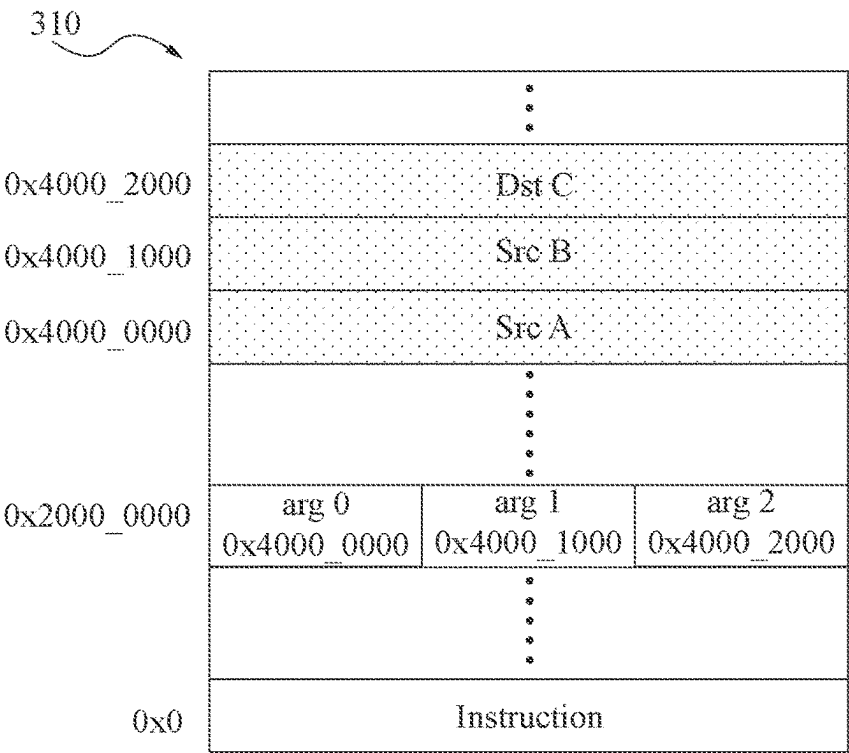 310
0x4000_2000 Dst C
0x4000_1000 Src B
0x4000_0000 Src A
0x2000_0000
arg 0 arg 1 arg 2
0x4000_0000 0x4000_1000 0x4000_2000
0x0 Instruction